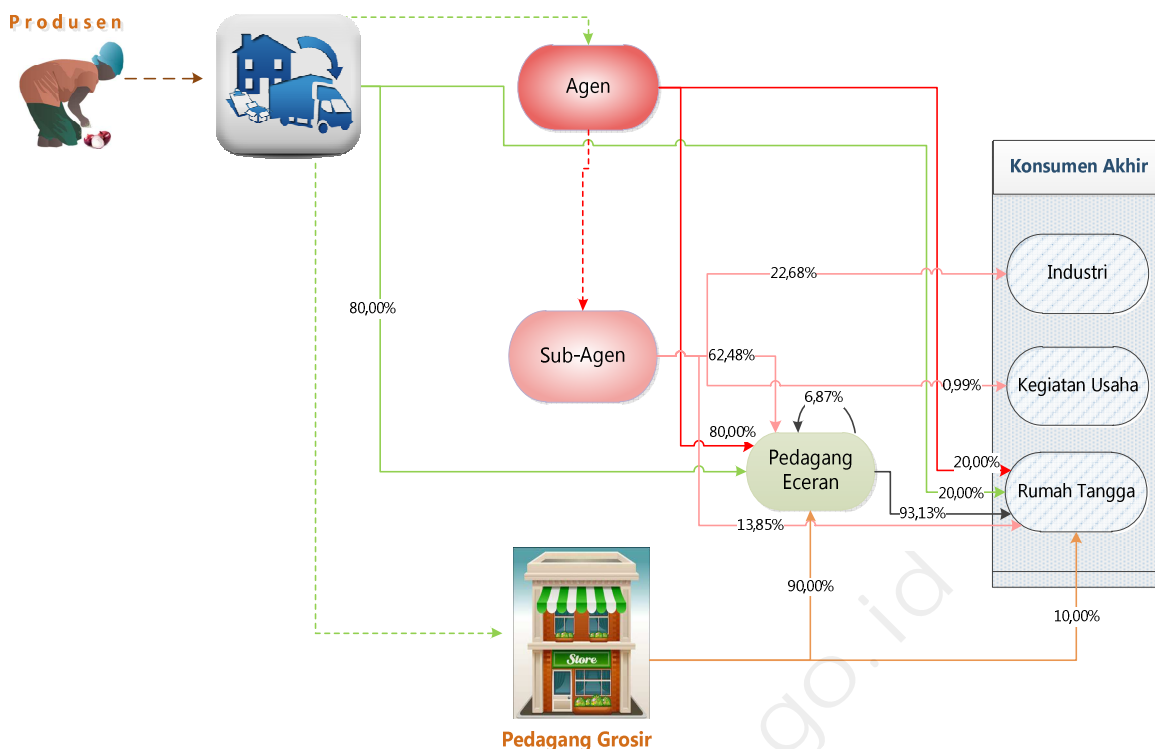 Produsen
Agen
Konsumen Akhir
Industri
22,68%
80,00%
Sub-Agen
62,48%
Kegiatan Usaha
0,99%
6,87%
80,00%
Pedagang
Eceran
20,00%
Rumah Tangga
20,00%
93,13%
13,85%
90,00%
10,00%
Store
Pedagang Grosir
go.id